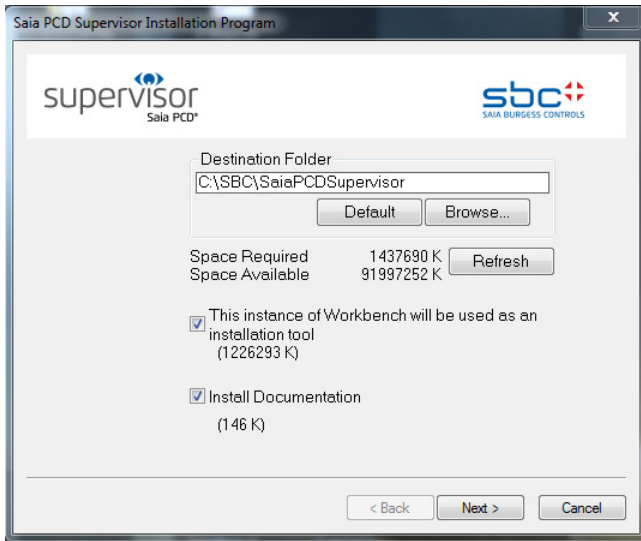 Saia PCD Supervisor Installation Program
x
supervisor
Saia PCD®
sbc
SAIA BURGESS CONTROLS
Destination Folder
C:\SBC\SaiaPCDSupervisor
Default
Browse...
Space Required 1437690 K
Space Available 91997252 K
Refresh
This instance of Workbench will be used as an
installation tool
(1226293 K)
Install Documentation
(146 K)
< Back
Next >
Cancel